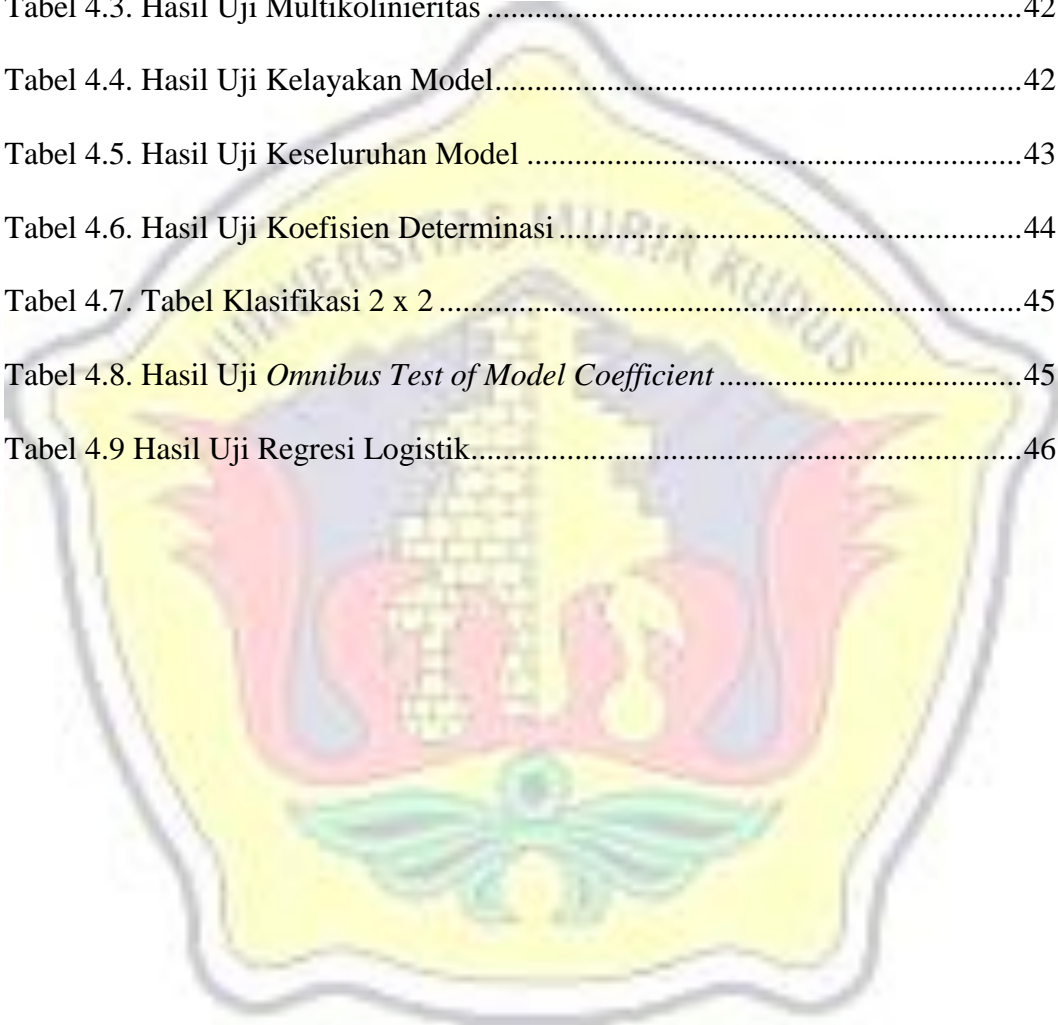 Tabel 4.3. Hasil Uji Multikolinieritas ........................................................................42
Tabel 4.4. Hasil Uji Kelayakan Model.......................................................................42
Tabel 4.5. Hasil Uji Keseluruhan Model ...................................................................43
Tabel 4.6. Hasil Uji Koefisien Determinasi ...............................................................44
Tabel 4.7. Tabel Klasifikasi 2 x 2 ..............................................................................45
Tabel 4.8. Hasil Uji Omnibus Test of Model Coefficient .........................................45
Tabel 4.9 Hasil Uji Regresi Logistik..........................................................................46
UNIVERSITAS MURIA KUDUS